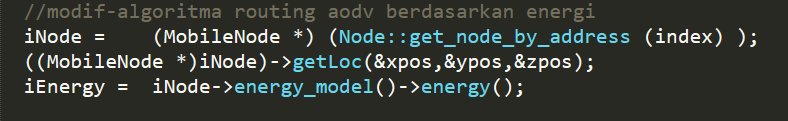 //modif-algoritma routing aodv berdasarkan energi
iNode =    (MobileNode *) (Node::get_node_by_address (index) );
((MobileNode *)iNode)->getLoc(&xpos,&ypos,&zpos);
iEnergy =  iNode->energy_model()->energy();